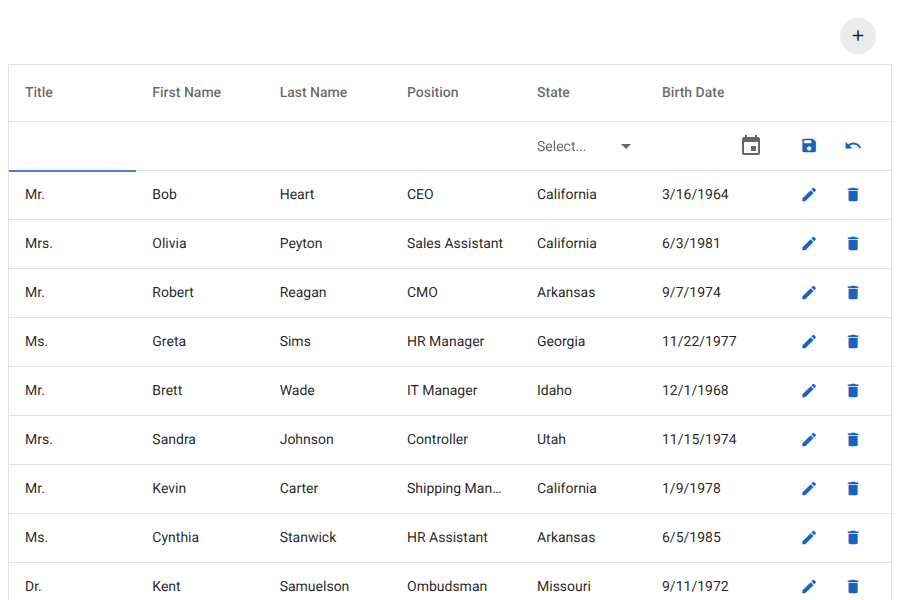 +
Title First Name Last Name Position State Birth Date
Select...
Mr. Bob Heart CEO California 3/16/1964
Mrs. Olivia Peyton Sales Assistant California 6/3/1981
Mr. Robert Reagan CMO Arkansas 9/7/1974
Ms. Greta Sims HR Manager Georgia 11/22/1977
Mr. Brett Wade IT Manager Idaho 12/1/1968
Mrs. Sandra Johnson Controller Utah 11/15/1974
Mr. Kevin Carter Shipping Man... California 1/9/1978
Ms. Cynthia Stanwick HR Assistant Arkansas 6/5/1985
Dr. Kent Samuelson Ombudsman Missouri 9/11/1972